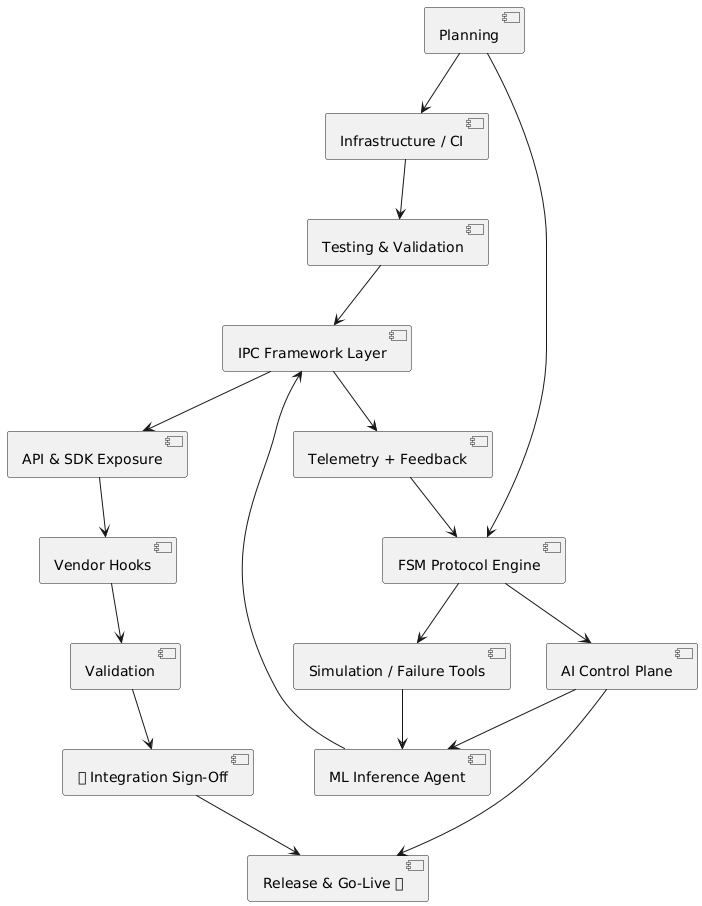 Planning
Infrastructure / CI
Testing & Validation
IPC Framework Layer
API & SDK Exposure
Telemetry + Feedback
Vendor Hooks
FSM Protocol Engine
Validation
Simulation / Failure Tools
AI Control Plane
Integration Sign-Off
ML Inference Agent
Release & Go-Live